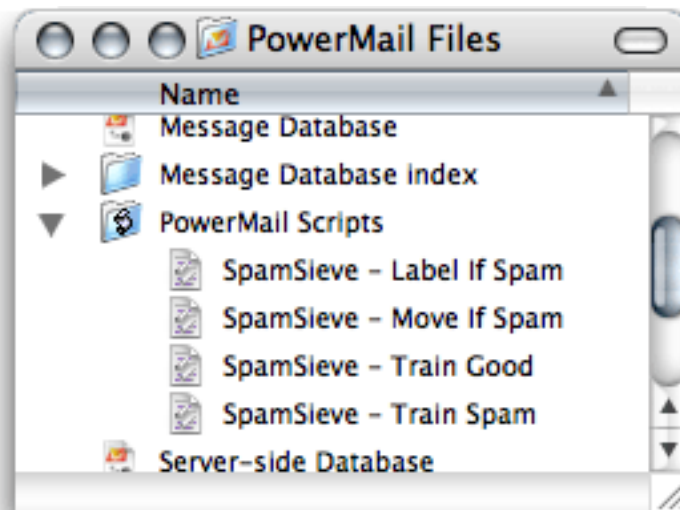 PowerMail Files
Name
Message Database
Message Database index
PowerMail Scripts
SpamSieve – Label If Spam
SpamSieve – Move If Spam
SpamSieve – Train Good
SpamSieve – Train Spam
Server-side Database